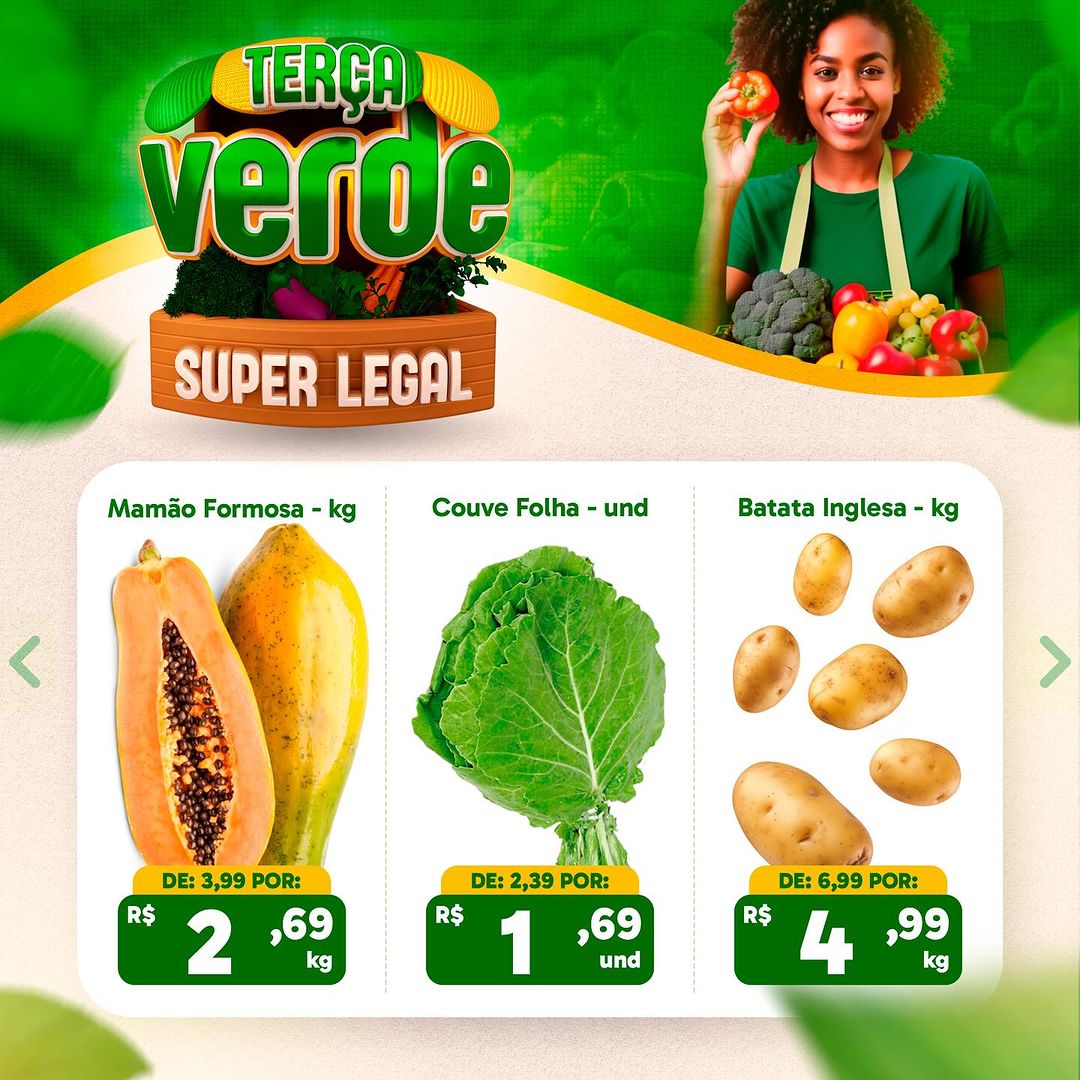 TERÇA
verde
SUPER LEGAL
Mamão Formosa - kg
DE: 3,99 POR:
R$ 2,69
kg
Couve Folha - und
DE: 2,39 POR:
R$ 1,69
und
Batata Inglesa - kg
DE: 6,99 POR:
R$ 4,99
kg